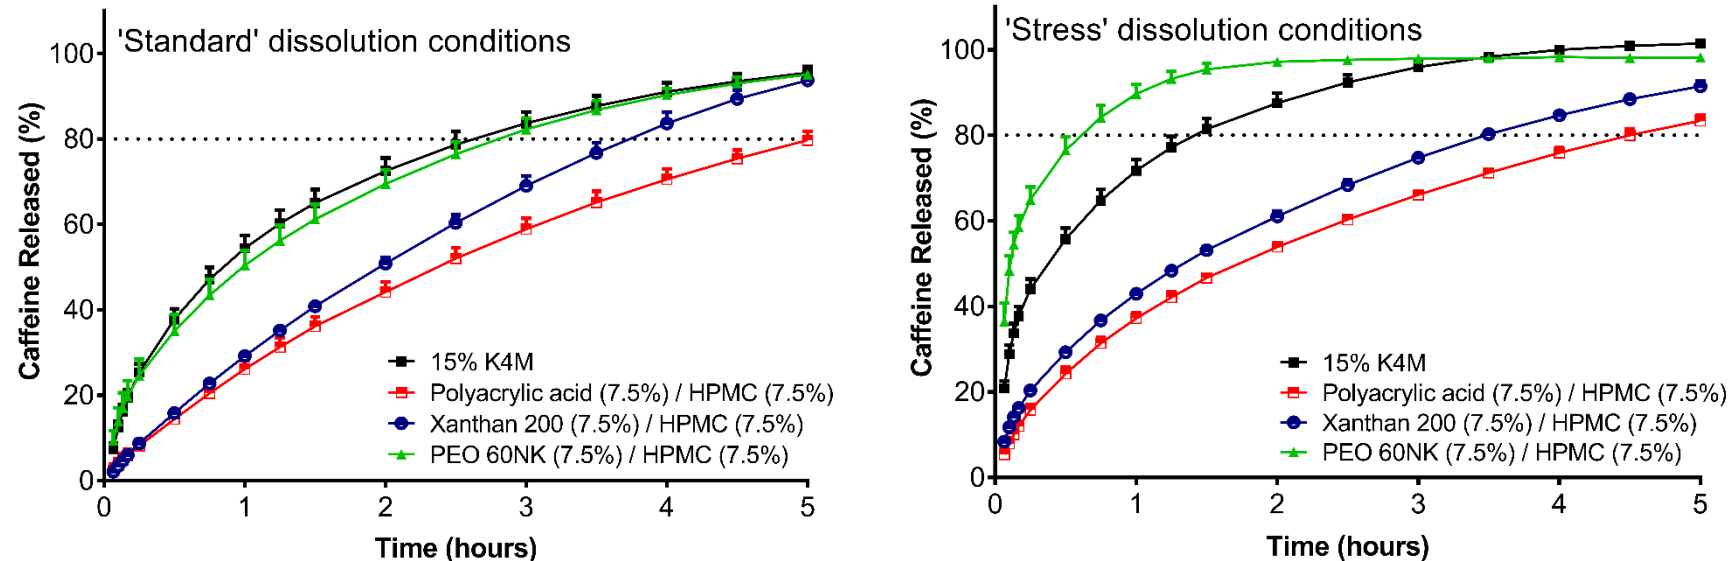 'Standard' dissolution conditions
100
80
60
40
20
0
Caffeine Released (%)
15% K4M
Polyacrylic acid (7.5%) / HPMC (7.5%)
Xanthan 200 (7.5%) / HPMC (7.5%)
PEO 60NK (7.5%) / HPMC (7.5%)
0 1 2 3 4 5
Time (hours)
'Stress' dissolution conditions
100
80
60
40
20
0
Caffeine Released (%)
15% K4M
Polyacrylic acid (7.5%) / HPMC (7.5%)
Xanthan 200 (7.5%) / HPMC (7.5%)
PEO 60NK (7.5%) / HPMC (7.5%)
0 1 2 3 4 5
Time (hours)